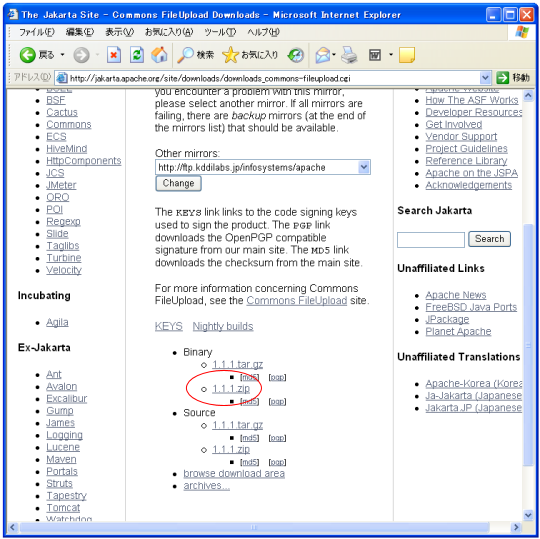 The Jakarta Site - Commons FileUpload Downloads - Microsoft Internet Explorer
ファイル(F) 編集(E) 表示(V) お気に入り(A) ツール(T) ヘルプ(H)
戻る 検索 お気に入り
アドレス(D) http://jakarta.apache.org/site/downloads/downloads_commons-fileupload.cgi 移動
BSF
Cactus
Commons
ECS
HiveMind
HttpComponents
JCS
JMeter
ORO
POI
Regexp
Slide
Taglibs
Turbine
Velocity
Incubating
Agila
Ex-Jakarta
Ant
Avalon
Excalibur
Gump
James
Logging
Lucene
Maven
Portals
Struts
Tapestry
Tomcat
Watchdog
you encounter a problem with this mirror,
please select another mirror. If all mirrors are
failing, there are backup mirrors (at the end of
the mirrors list) that should be available.
Other mirrors:
http://ftp.kddilabs.jp/infosystems/apache
Change
The KEYS link links to the code signing keys
used to sign the product. The PGP link
downloads the OpenPGP compatible
signature from our main site. The MD5 link
downloads the checksum from the main site.
For more information concerning Commons
FileUpload, see the Commons FileUpload site.
KEYS Nightly builds
Binary
1.1.1.tar.gz
[md5] [pgp]
1.1.1.zip
[md5] [pgp]
Source
1.1.1.tar.gz
[md5] [pgp]
1.1.1.zip
[md5] [pgp]
browse download area
archives...
Apache Website
How The ASF Works
Developer Resources
Get Involved
Vendor Support
Project Guidelines
Reference Library
Apache on the JSPA
Acknowledgements
Search Jakarta
Search
Unaffiliated Links
Apache News
FreeBSD Java Ports
JPackage
Planet Apache
Unaffiliated Translations
Apache-Korea (Korea
Ja-Jakarta (Japanese
Jakarta JP (Japanese